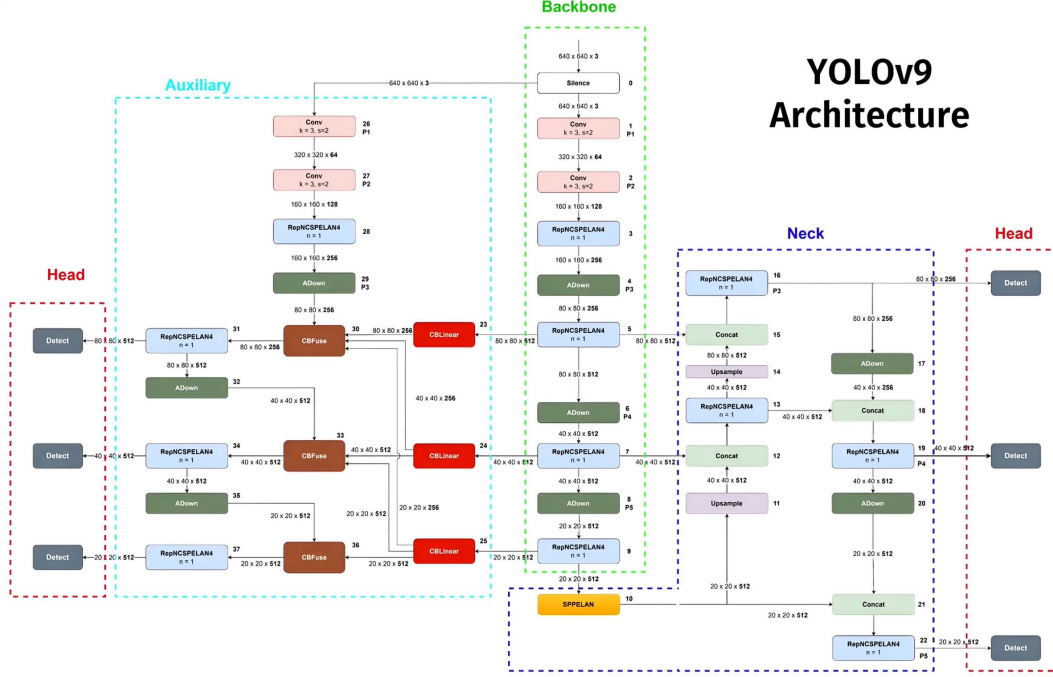 YOLOv9
Architecture
Backbone
640 x 640 x 3
Silence
0
640 x 640 x 3
640 x 640 x 3
Conv
k = 3, s=2
1
P1
320 x 320 x 64
Conv
k = 3, s=2
2
P2
160 x 160 x 128
RepNCSPELAN4
n = 1
3
160 x 160 x 256
ADown
4
P3
80 x 80 x 256
RepNCSPELAN4
n = 1
5
80 x 80 x 512
80 x 80 x 512
80 x 80 x 512
ADown
6
P4
40 x 40 x 512
RepNCSPELAN4
n = 1
7
40 x 40 x 512
40 x 40 x 512
40 x 40 x 512
ADown
8
P5
20 x 20 x 512
RepNCSPELAN4
n = 1
9
20 x 20 x 512
20 x 20 x 512
Auxiliary
Conv
k = 3, s=2
26
P1
320 x 320 x 64
Conv
k = 3, s=2
27
P2
160 x 160 x 128
RepNCSPELAN4
n = 1
28
160 x 160 x 256
ADown
29
P3
80 x 80 x 256
CBFuse
30
80 x 80 x 256
CBLinear
23
80 x 80 x 256
RepNCSPELAN4
n = 1
31
80 x 80 x 512
80 x 80 x 512
ADown
32
40 x 40 x 512
40 x 40 x 256
CBFuse
33
40 x 40 x 512
CBLinear
24
40 x 40 x 512
RepNCSPELAN4
n = 1
34
40 x 40 x 512
40 x 40 x 512
ADown
35
20 x 20 x 512
20 x 20 x 512
20 x 20 x 256
CBFuse
36
20 x 20 x 512
CBLinear
25
20 x 20 x 512
RepNCSPELAN4
n = 1
37
20 x 20 x 512
Head
Detect
Detect
Detect
Neck
SPPELAN
10
20 x 20 x 512
20 x 20 x 512
Upsample
11
40 x 40 x 512
Concat
12
RepNCSPELAN4
n = 1
13
40 x 40 x 512
40 x 40 x 512
Upsample
14
80 x 80 x 512
Concat
15
RepNCSPELAN4
n = 1
16
P3
80 x 80 x 256
80 x 80 x 256
ADown
17
40 x 40 x 256
Concat
18
RepNCSPELAN4
n = 1
19
P4
40 x 40 x 512
40 x 40 x 512
ADown
20
20 x 20 x 512
Concat
21
RepNCSPELAN4
n = 1
22
P5
20 x 20 x 512
Head
Detect
Detect
Detect